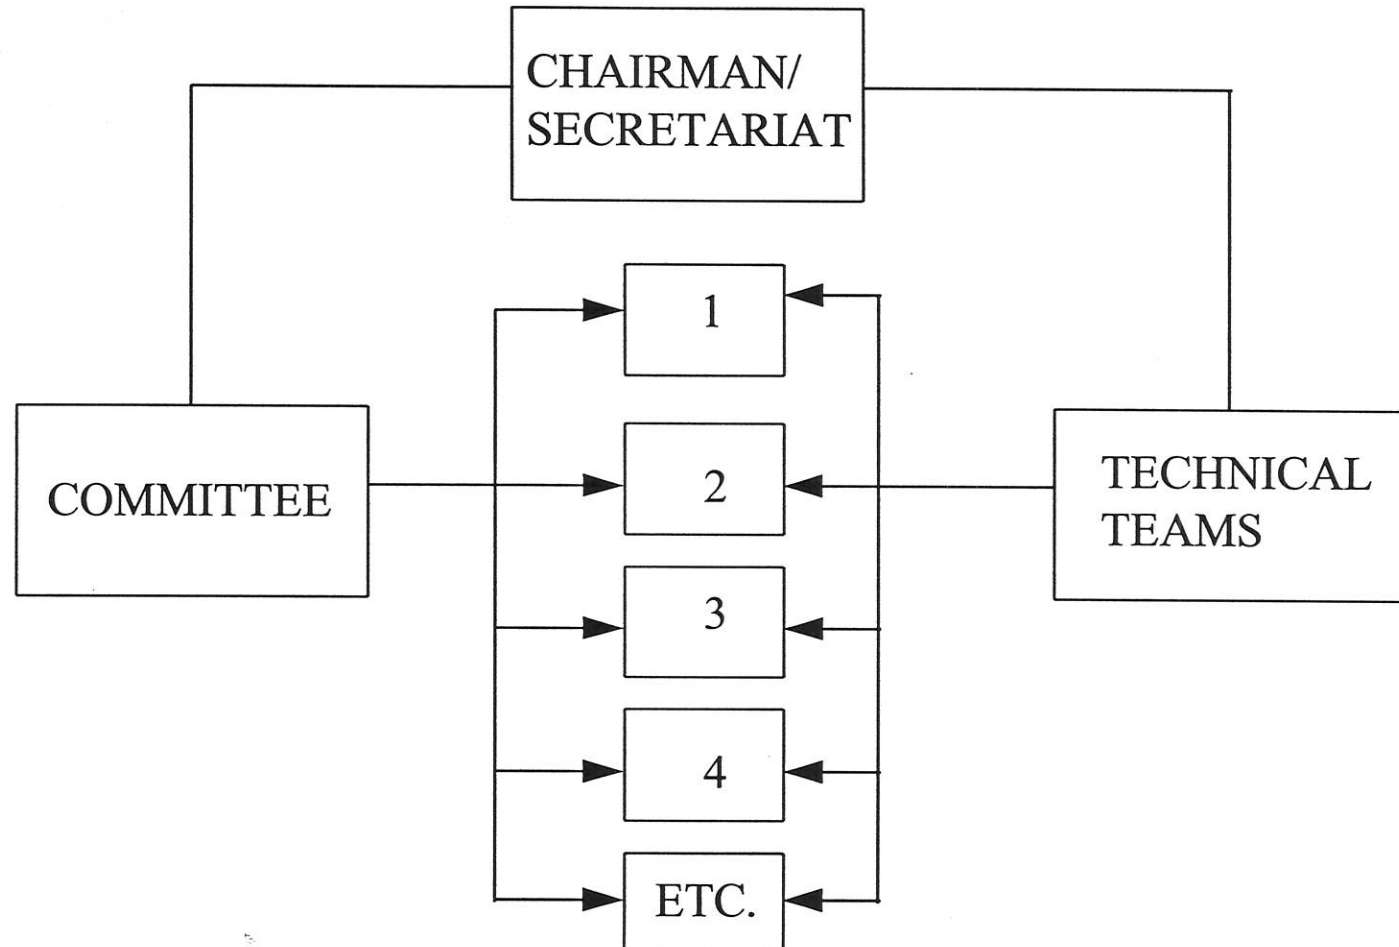 CHAIRMAN/
SECRETARIAT
1
COMMITTEE
2
TECHNICAL
TEAMS
3
4
ETC.